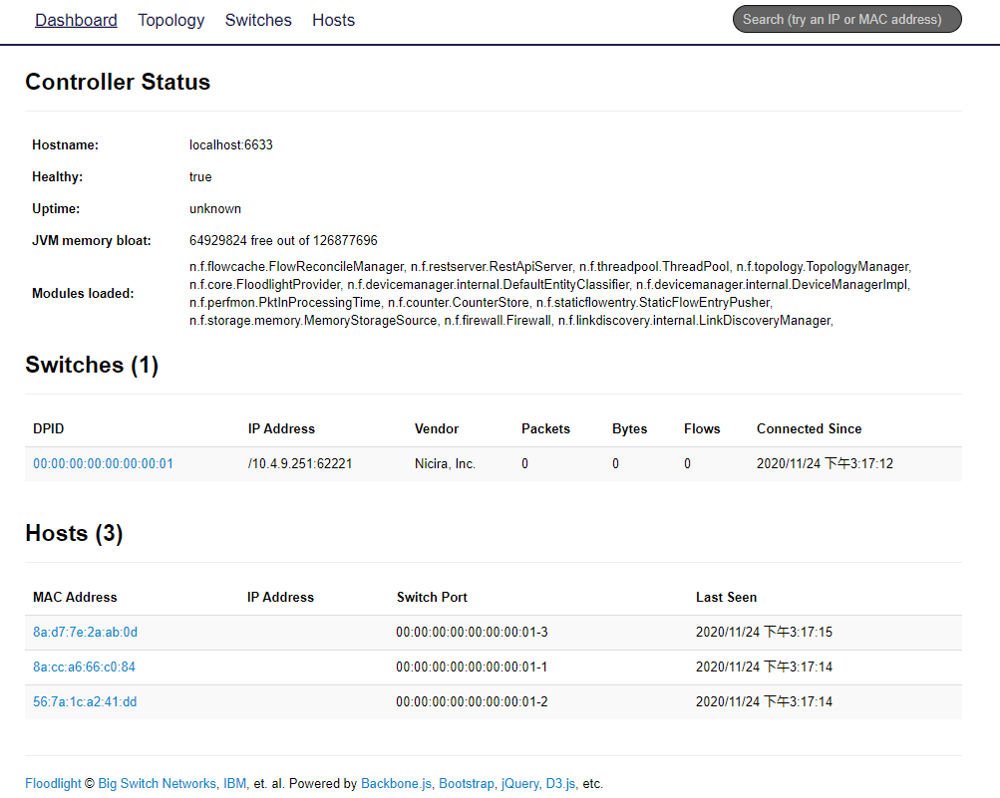 Dashboard Topology Switches Hosts Search (try an IP or MAC address)
Controller Status
Hostname: localhost:6633
Healthy: true
Uptime: unknown
JVM memory bloat: 64929824 free out of 126877696
Modules loaded: n.f.flowcache.FlowReconcileManager, n.f.restserver.RestApiServer, n.f.threadpool.ThreadPool, n.f.topology.TopologyManager,
n.f.core.FloodlightProvider, n.f.devicemanager.internal.DefaultEntityClassifier, n.f.devicemanager.internal.DeviceManagerImpl,
n.f.perfmon.PktInProcessingTime, n.f.counter.CounterStore, n.f.staticflowentry.StaticFlowEntryPusher,
n.f.storage.memory.MemoryStorageSource, n.f.firewall.Firewall, n.f.linkdiscovery.internal.LinkDiscoveryManager,
Switches (1)
DPID IP Address Vendor Packets Bytes Flows Connected Since
00:00:00:00:00:00:00:01 /10.4.9.251:62221 Nicira, Inc. 0 0 0 2020/11/24 下午3:17:12
Hosts (3)
MAC Address IP Address Switch Port Last Seen
8a:d7:7e:2a:ab:0d 00:00:00:00:00:00:00:01-3 2020/11/24 下午3:17:15
8a:cc:a6:66:c0:84 00:00:00:00:00:00:00:01-1 2020/11/24 下午3:17:14
56:7a:1c:a2:41:dd 00:00:00:00:00:00:00:01-2 2020/11/24 下午3:17:14
Floodlight © Big Switch Networks, IBM, et. al. Powered by Backbone.js, Bootstrap, jQuery, D3.js, etc.